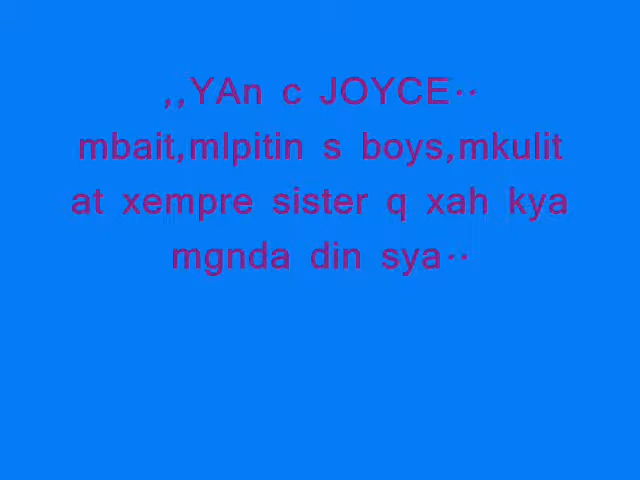 ,,YAn c JOYCE··
mbait,mlpitin s boys,mkulit
at xempre sister q xah kya
mgnda din sya··